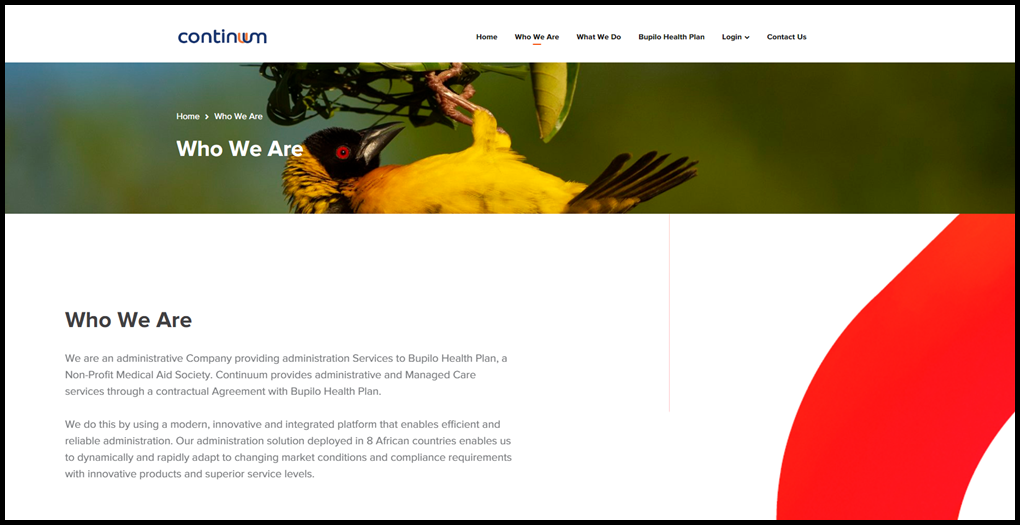 continuum
Home Who We Are What We Do Bupilo Health Plan Login Contact Us
Home > Who We Are
Who We Are
Who We Are
We are an administrative Company providing administration Services to Bupilo Health Plan, a
Non-Profit Medical Aid Society. Continuum provides administrative and Managed Care
services through a contractual Agreement with Bupilo Health Plan.
We do this by using a modern, innovative and integrated platform that enables efficient and
reliable administration. Our administration solution deployed in 8 African countries enables us
to dynamically and rapidly adapt to changing market conditions and compliance requirements
with innovative products and superior service levels.